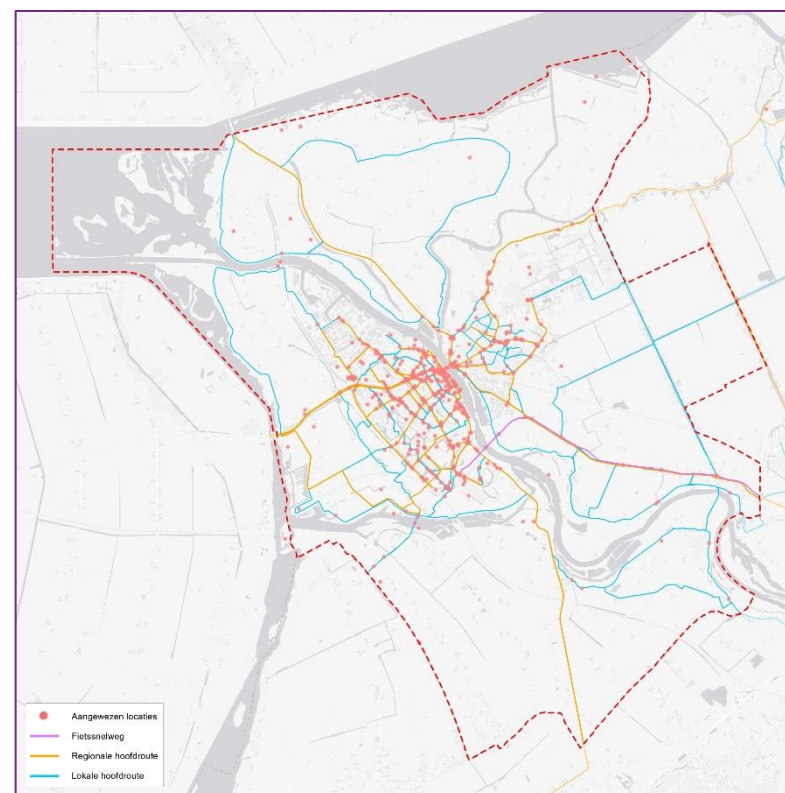 Aangewezen locaties
Fietssnelweg
Regionale hoofdroute
Lokale hoofdroute